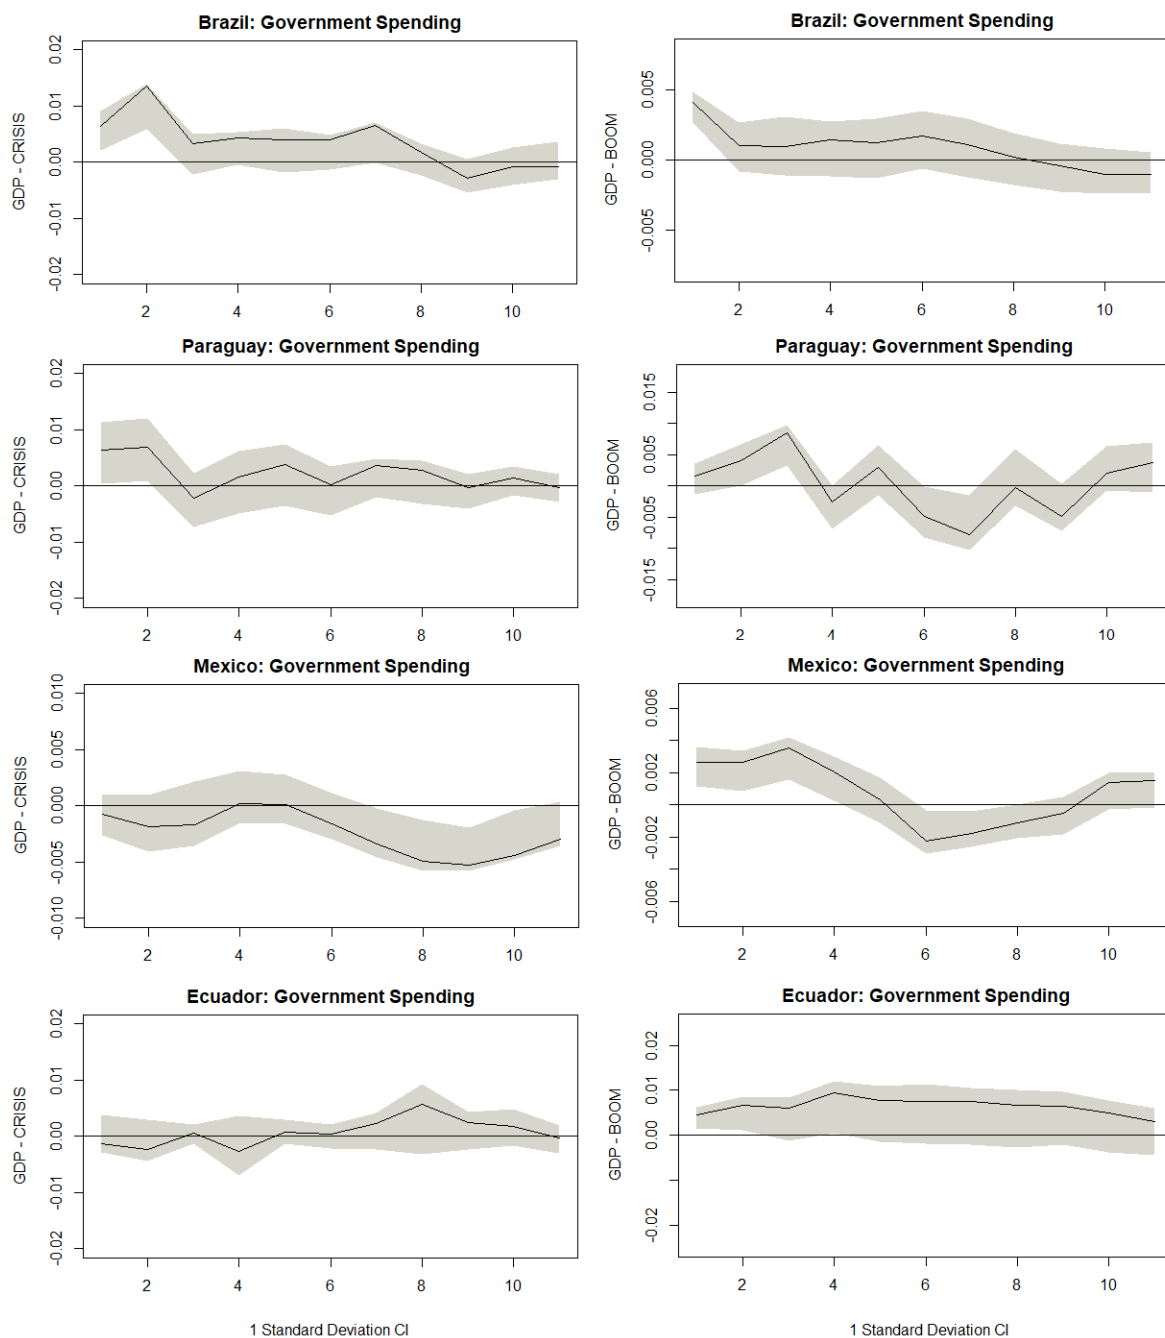 Brazil: Government Spending
GDP - CRISIS
0.02
0.01
0.00
-0.01
-0.02
2 4 6 8 10
Brazil: Government Spending
GDP - BOOM
0.005
0.000
-0.005
2 4 6 8 10
Paraguay: Government Spending
GDP - CRISIS
0.02
0.01
0.00
-0.01
-0.02
2 4 6 8 10
Paraguay: Government Spending
GDP - BOOM
0.015
0.005
-0.005
-0.015
2 4 6 8 10
Mexico: Government Spending
GDP - CRISIS
0.010
0.005
0.000
-0.005
-0.010
2 4 6 8 10
Mexico: Government Spending
GDP - BOOM
0.006
0.002
-0.002
-0.006
2 4 6 8 10
Ecuador: Government Spending
GDP - CRISIS
0.02
0.01
0.00
-0.01
-0.02
2 4 6 8 10
1 Standard Deviation CI
Ecuador: Government Spending
GDP - BOOM
0.02
0.01
0.00
-0.02
2 4 6 8 10
1 Standard Deviation CI